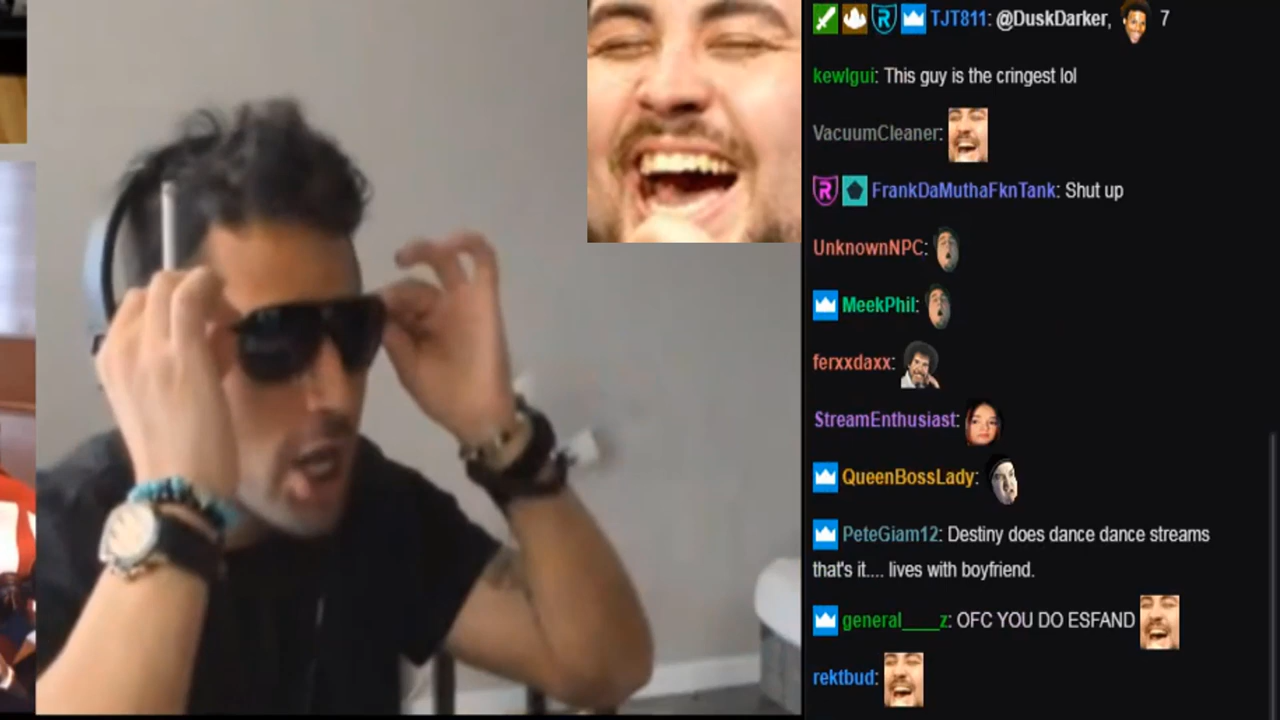 TJT811: @DuskDarker, 7
kewlgui: This guy is the cringest lol
VacuumCleaner:
FrankDaMuthaFknTank: Shut up
UnknownNPC:
MeekPhil:
ferxxdaxx:
StreamEnthusiast:
QueenBossLady:
PeteGiam12: Destiny does dance dance streams
that's it.... lives with boyfriend.
general____z: OFC YOU DO ESFAND
rektbud: